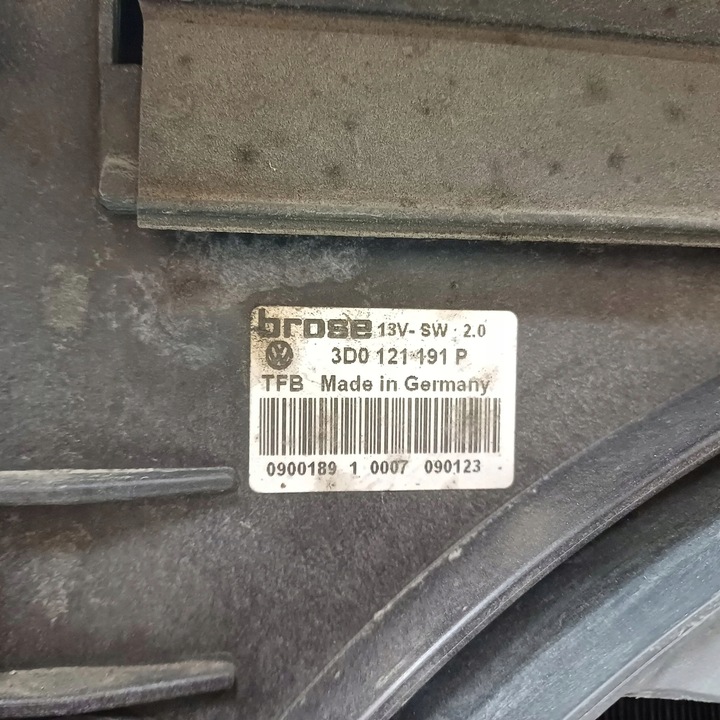 brose 13V- SW 2.0
3D0 121 191 P
TFB Made in Germany
0900189 1 0007 090123